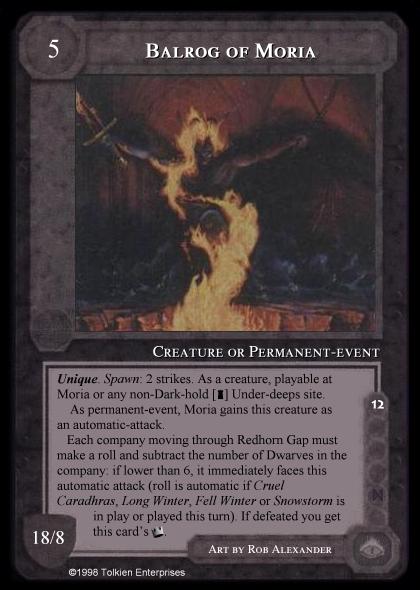 5
BALROG OF MORIA
CREATURE OR PERMANENT-EVENT
Unique. Spawn: 2 strikes. As a creature, playable at
Moria or any non-Dark-hold [ ] Under-deeps site.
As permanent-event, Moria gains this creature as
an automatic-attack.
12
Each company moving through Redhorn Gap must
make a roll and subtract the number of Dwarves in the
company: if lower than 6, it immediately faces this
automatic attack (roll is automatic if Cruel
Caradhras, Long Winter, Fell Winter or Snowstorm is
in play or played this turn). If defeated you get
this card's .
18/8
ART BY ROB ALEXANDER
©1998 Tolkien Enterprises